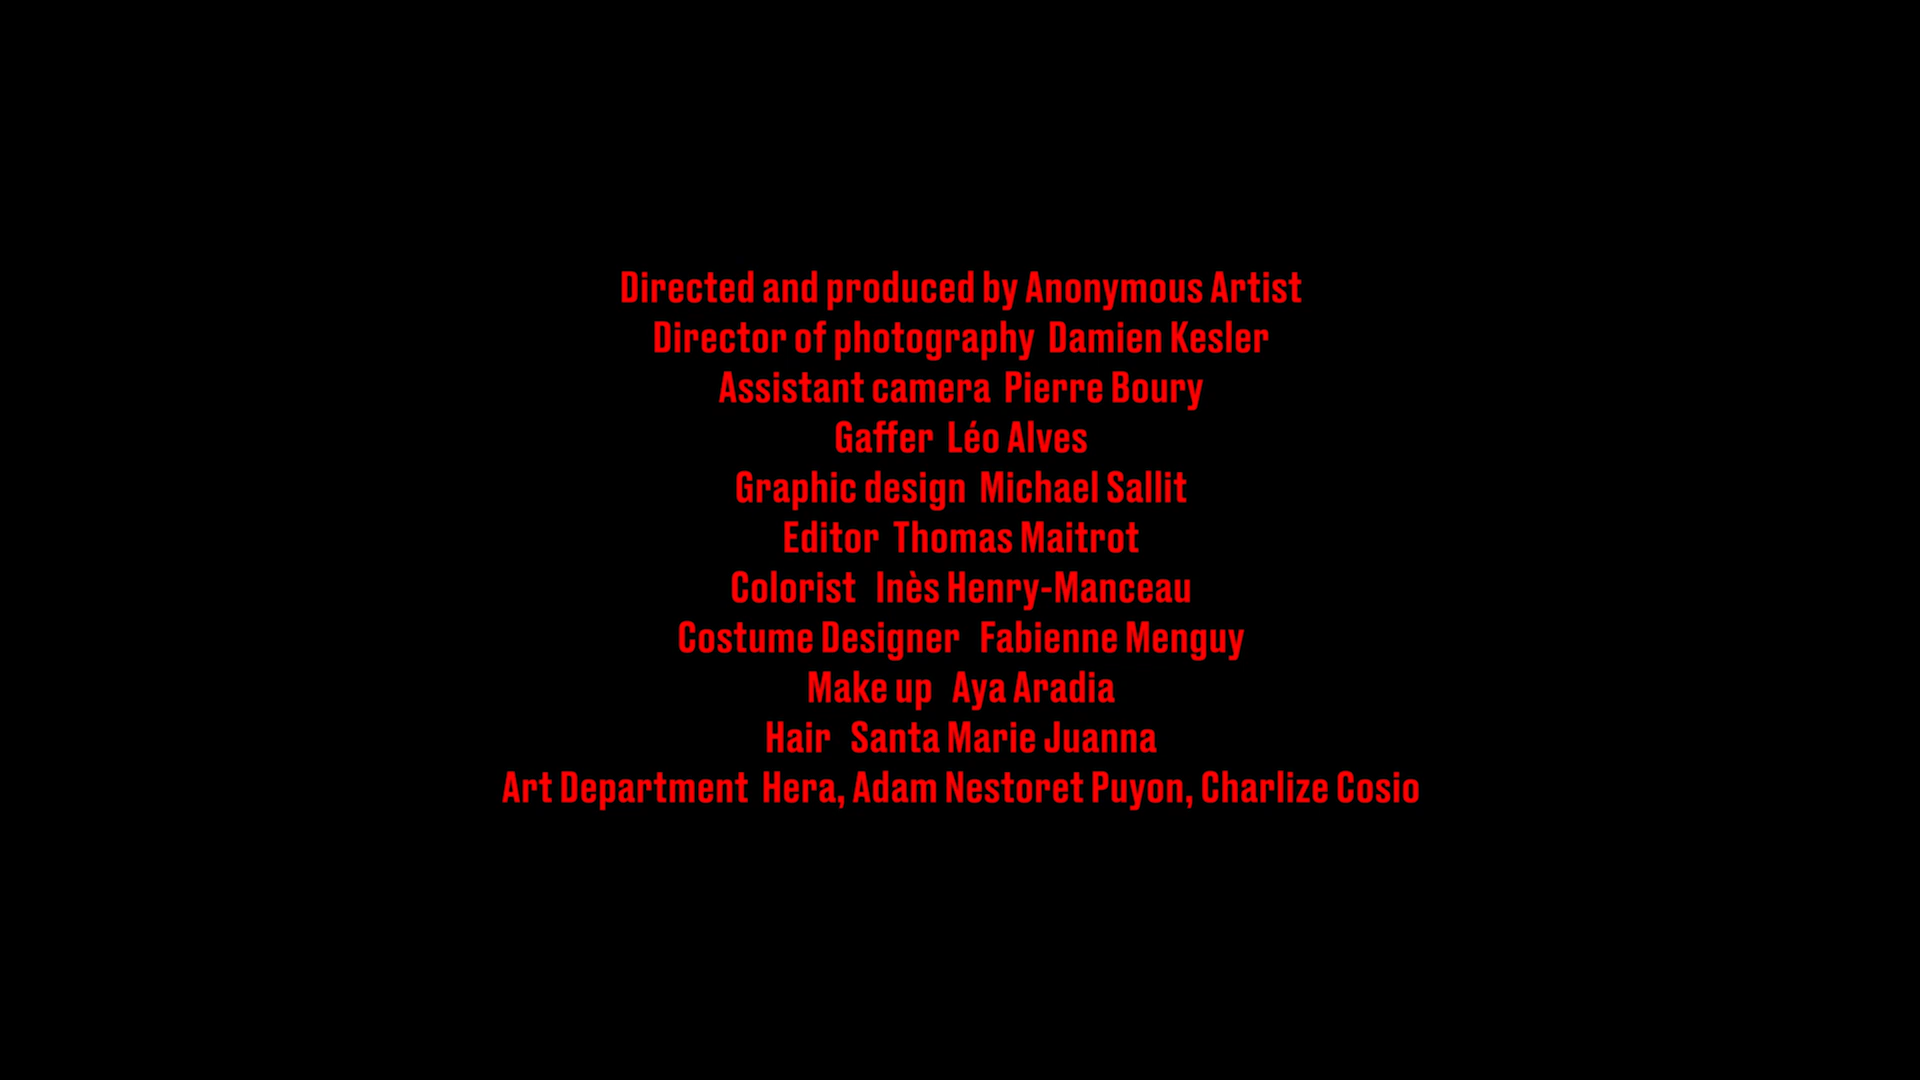 Directed and produced by Anonymous Artist
Director of photography Damien Kesler
Assistant camera Pierre Boury
Gaffer Léo Alves
Graphic design Michael Sallit
Editor Thomas Maitrot
Colorist Inès Henry-Manceau
Costume Designer Fabienne Menguy
Make up Aya Aradia
Hair Santa Marie Juanna
Art Department Hera, Adam Nestoret Puyon, Charlize Cosio